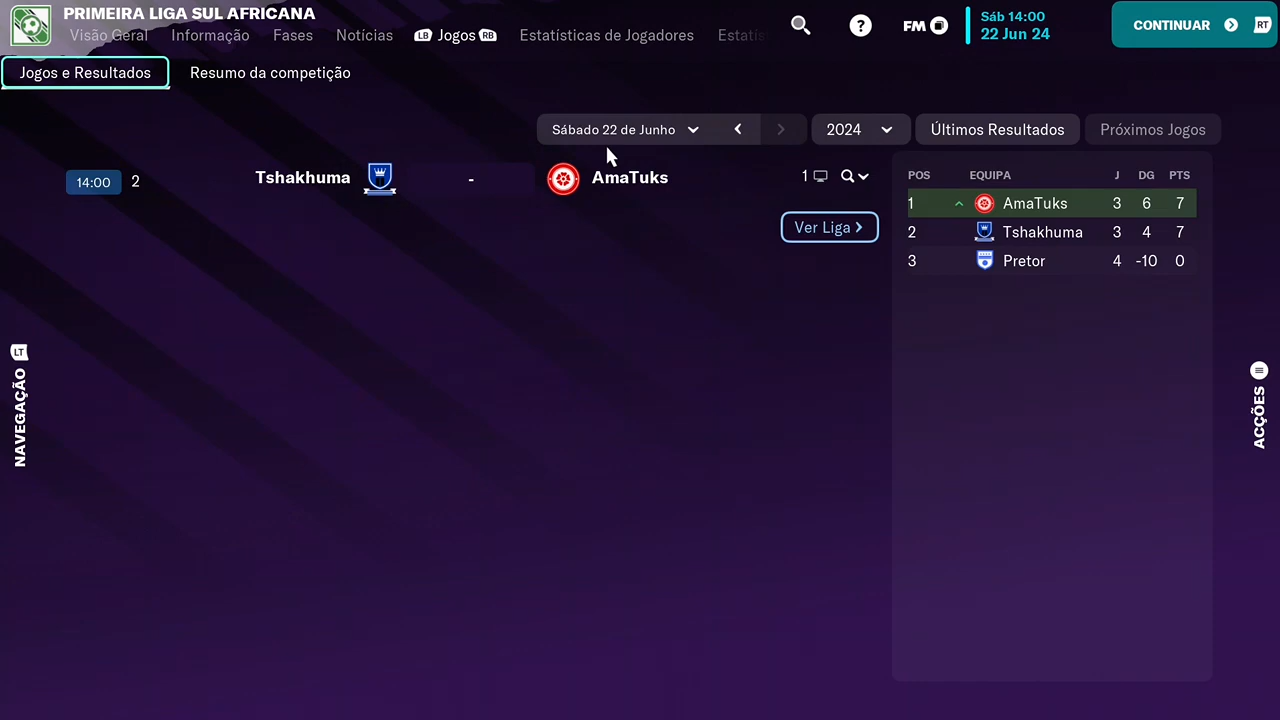 PRIMEIRA LIGA SUL AFRICANA
Visão Geral Informação Fases Notícias LB Jogos RB Estatísticas de Jogadores Estatís
FM
Sáb 14:00
22 Jun 24
CONTINUAR RT
Jogos e Resultados Resumo da competição
Sábado 22 de Junho 2024 Últimos Resultados Próximos Jogos
14:00 2 Tshakhuma - AmaTuks 1
Ver Liga
POS EQUIPA J DG PTS
1 AmaTuks 3 6 7
2 Tshakhuma 3 4 7
3 Pretor 4 -10 0
LT
NAVEGAÇÃO
ACÇÕES